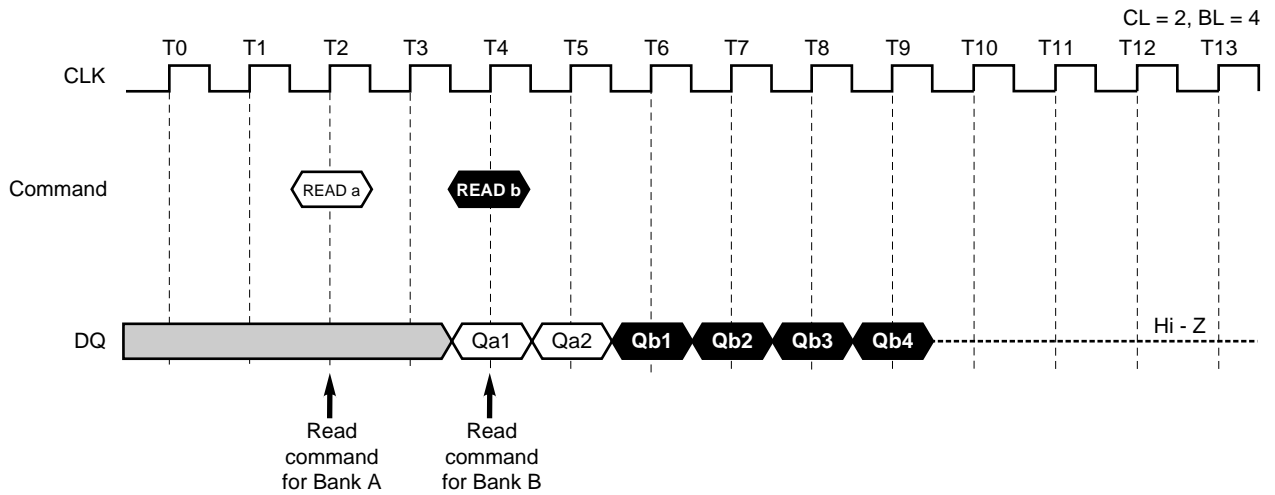 CL = 2, BL = 4
T0 T1 T2 T3 T4 T5 T6 T7 T8 T9 T10 T11 T12 T13
CLK
Command READ a READ b
Hi - Z
DQ Qa1 Qa2 Qb1 Qb2 Qb3 Qb4
Read
command
for Bank A
Read
command
for Bank B